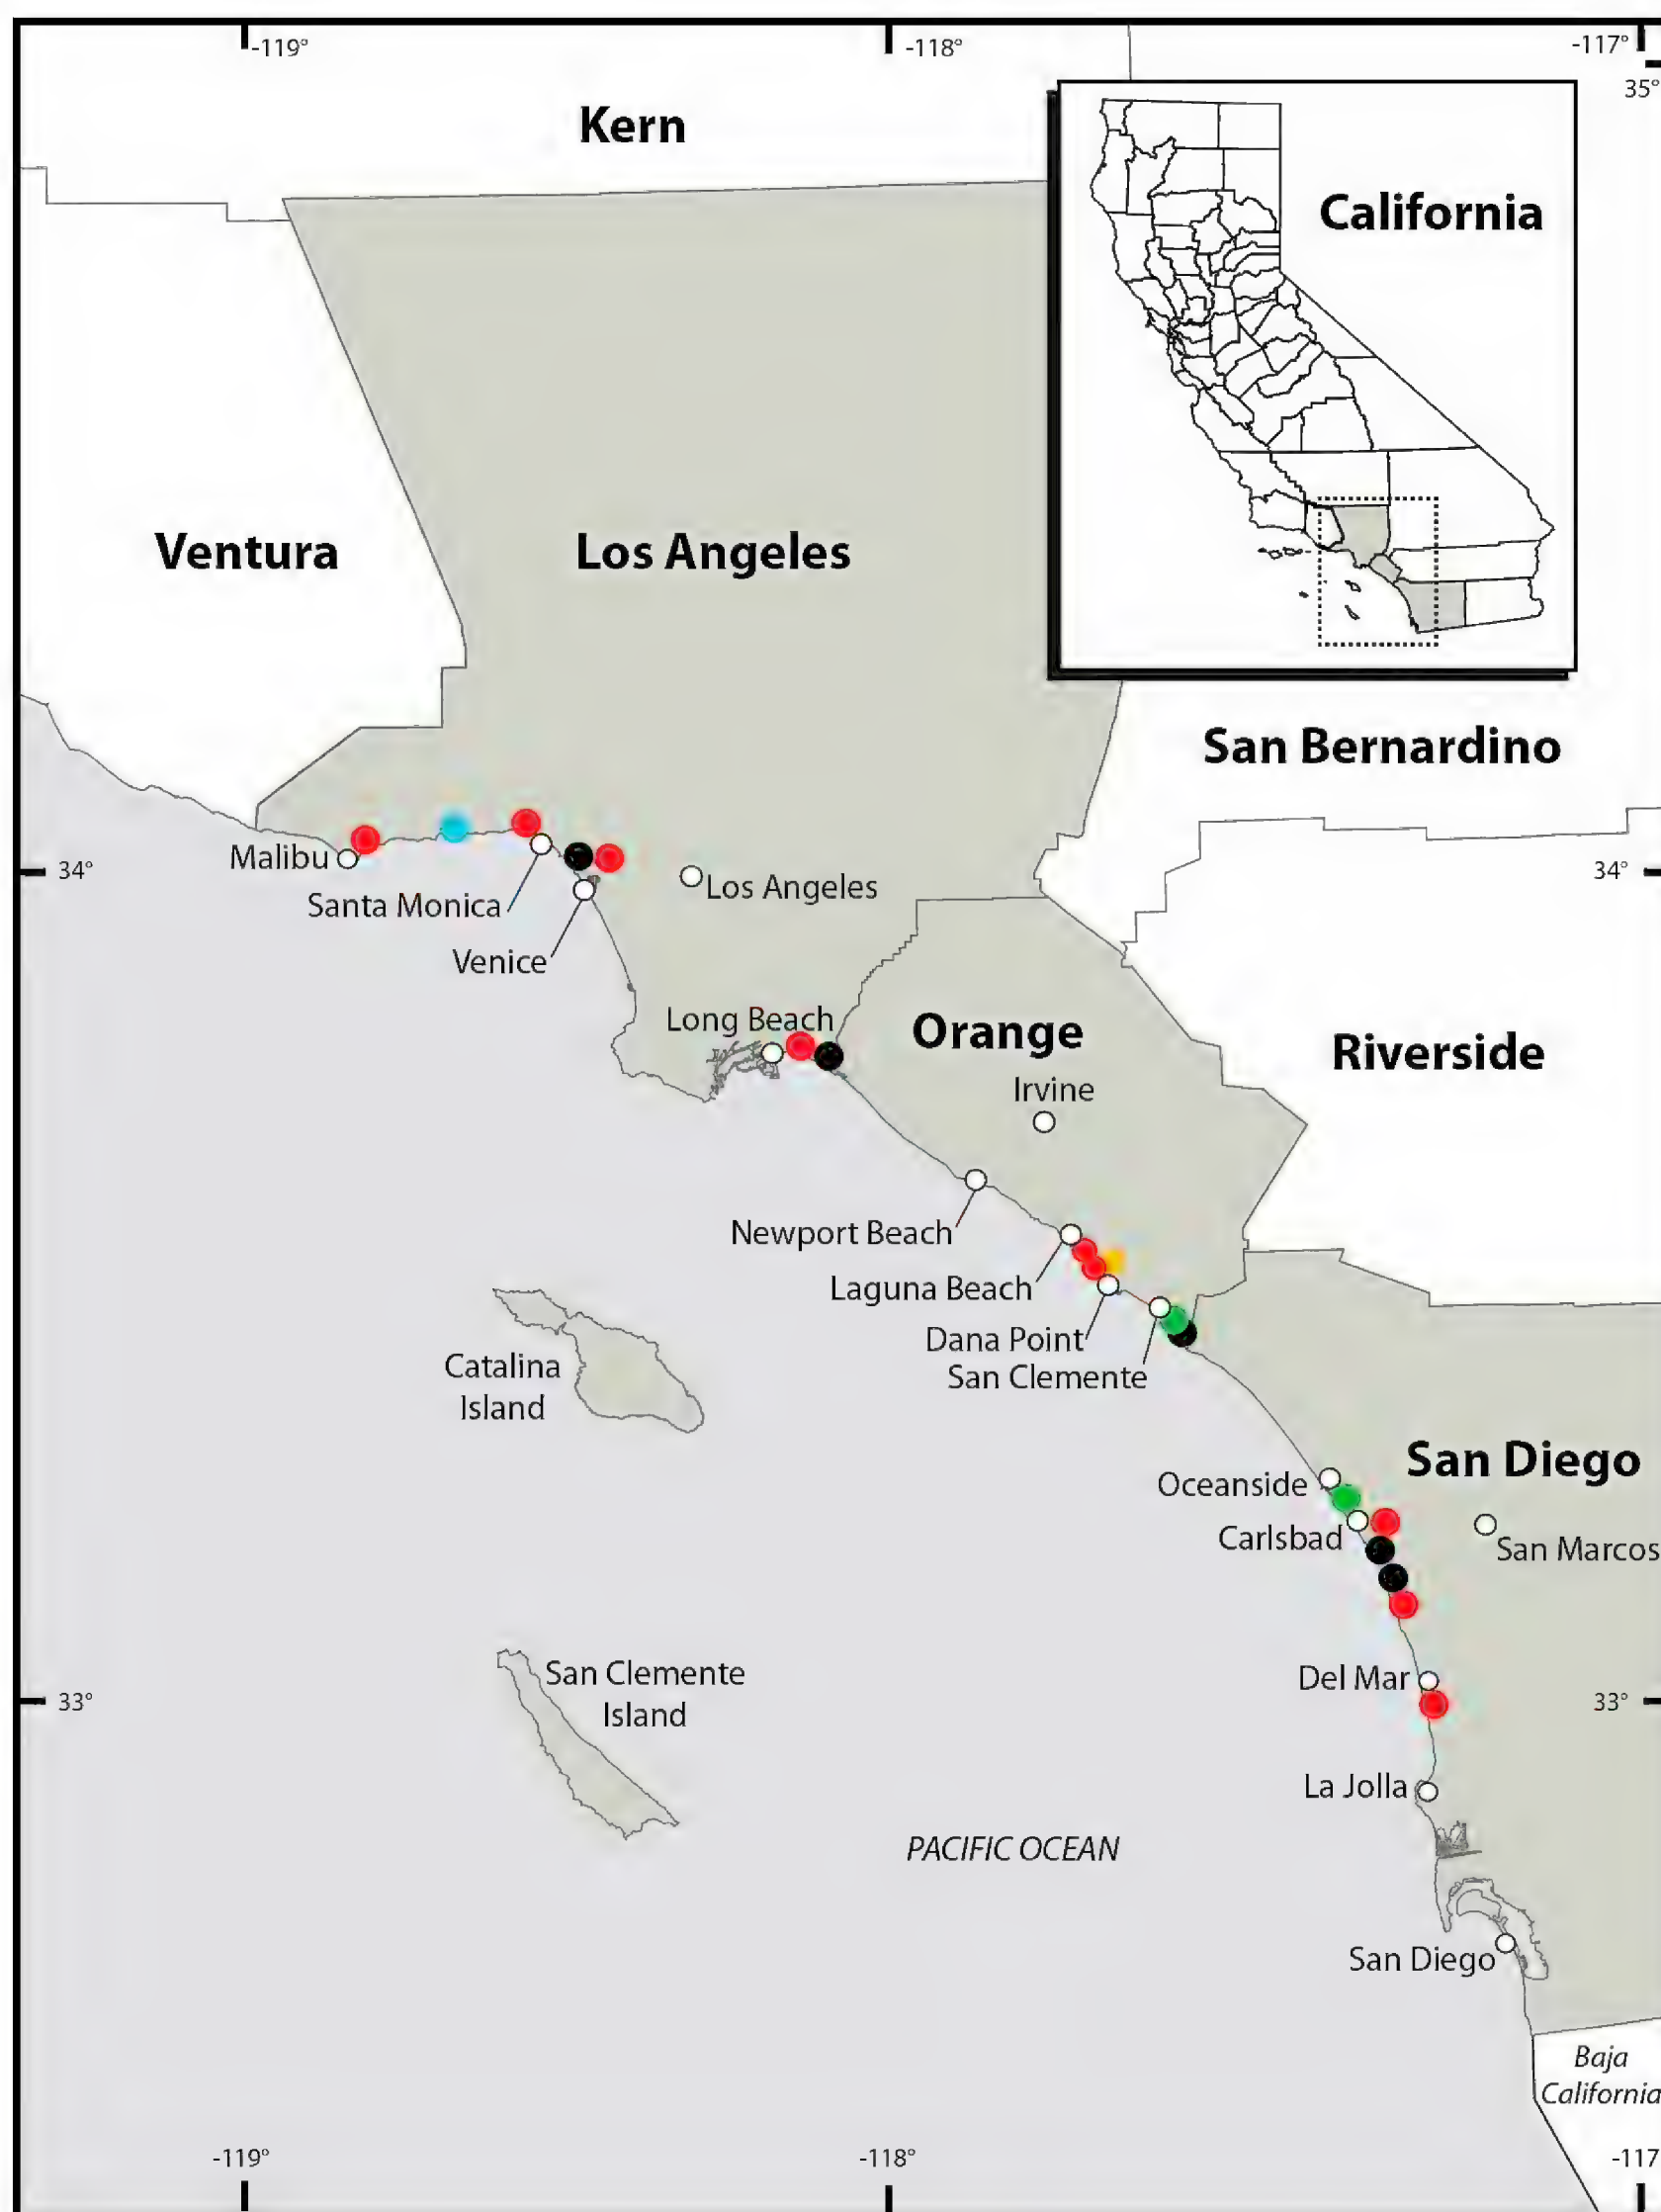 -119°
-118°
-117°
35°
Kern
California
Ventura
Los Angeles
San Bernardino
Malibu
34°
34°
Santa Monica
Los Angeles
Venice
Long Beach
Orange
Riverside
Irvine
Newport Beach
Laguna Beach
Dana Point
San Clemente
Catalina
Island
San Diego
Oceanside
Carlsbad
San Marcos
San Clemente
Island
Del Mar
33°
33°
La Jolla
PACIFIC OCEAN
San Diego
Baja
California
-119°
-118°
-117